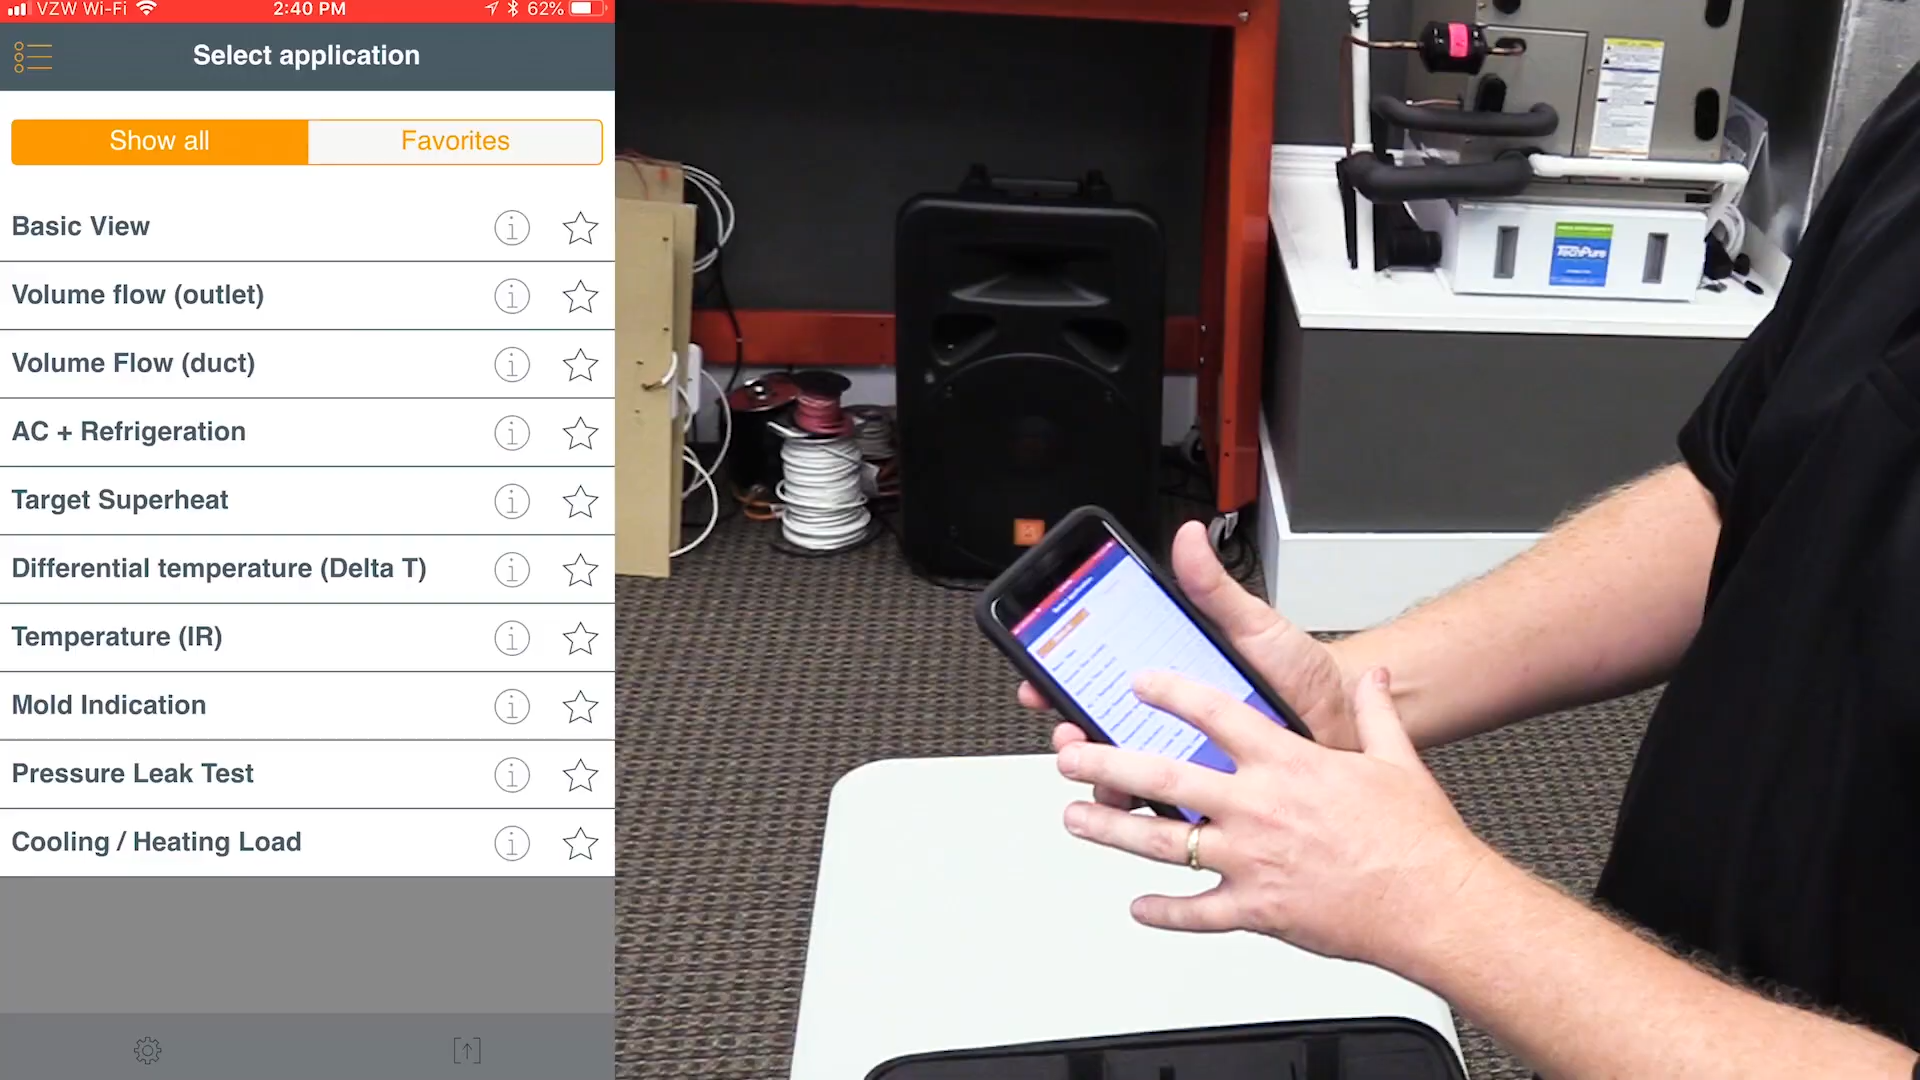 VZW Wi-Fi 2:40 PM 62%
Select application
Show all Favorites
Basic View
Volume flow (outlet)
Volume Flow (duct)
AC + Refrigeration
Target Superheat
Differential temperature (Delta T)
Temperature (IR)
Mold Indication
Pressure Leak Test
Cooling / Heating Load
TechPure